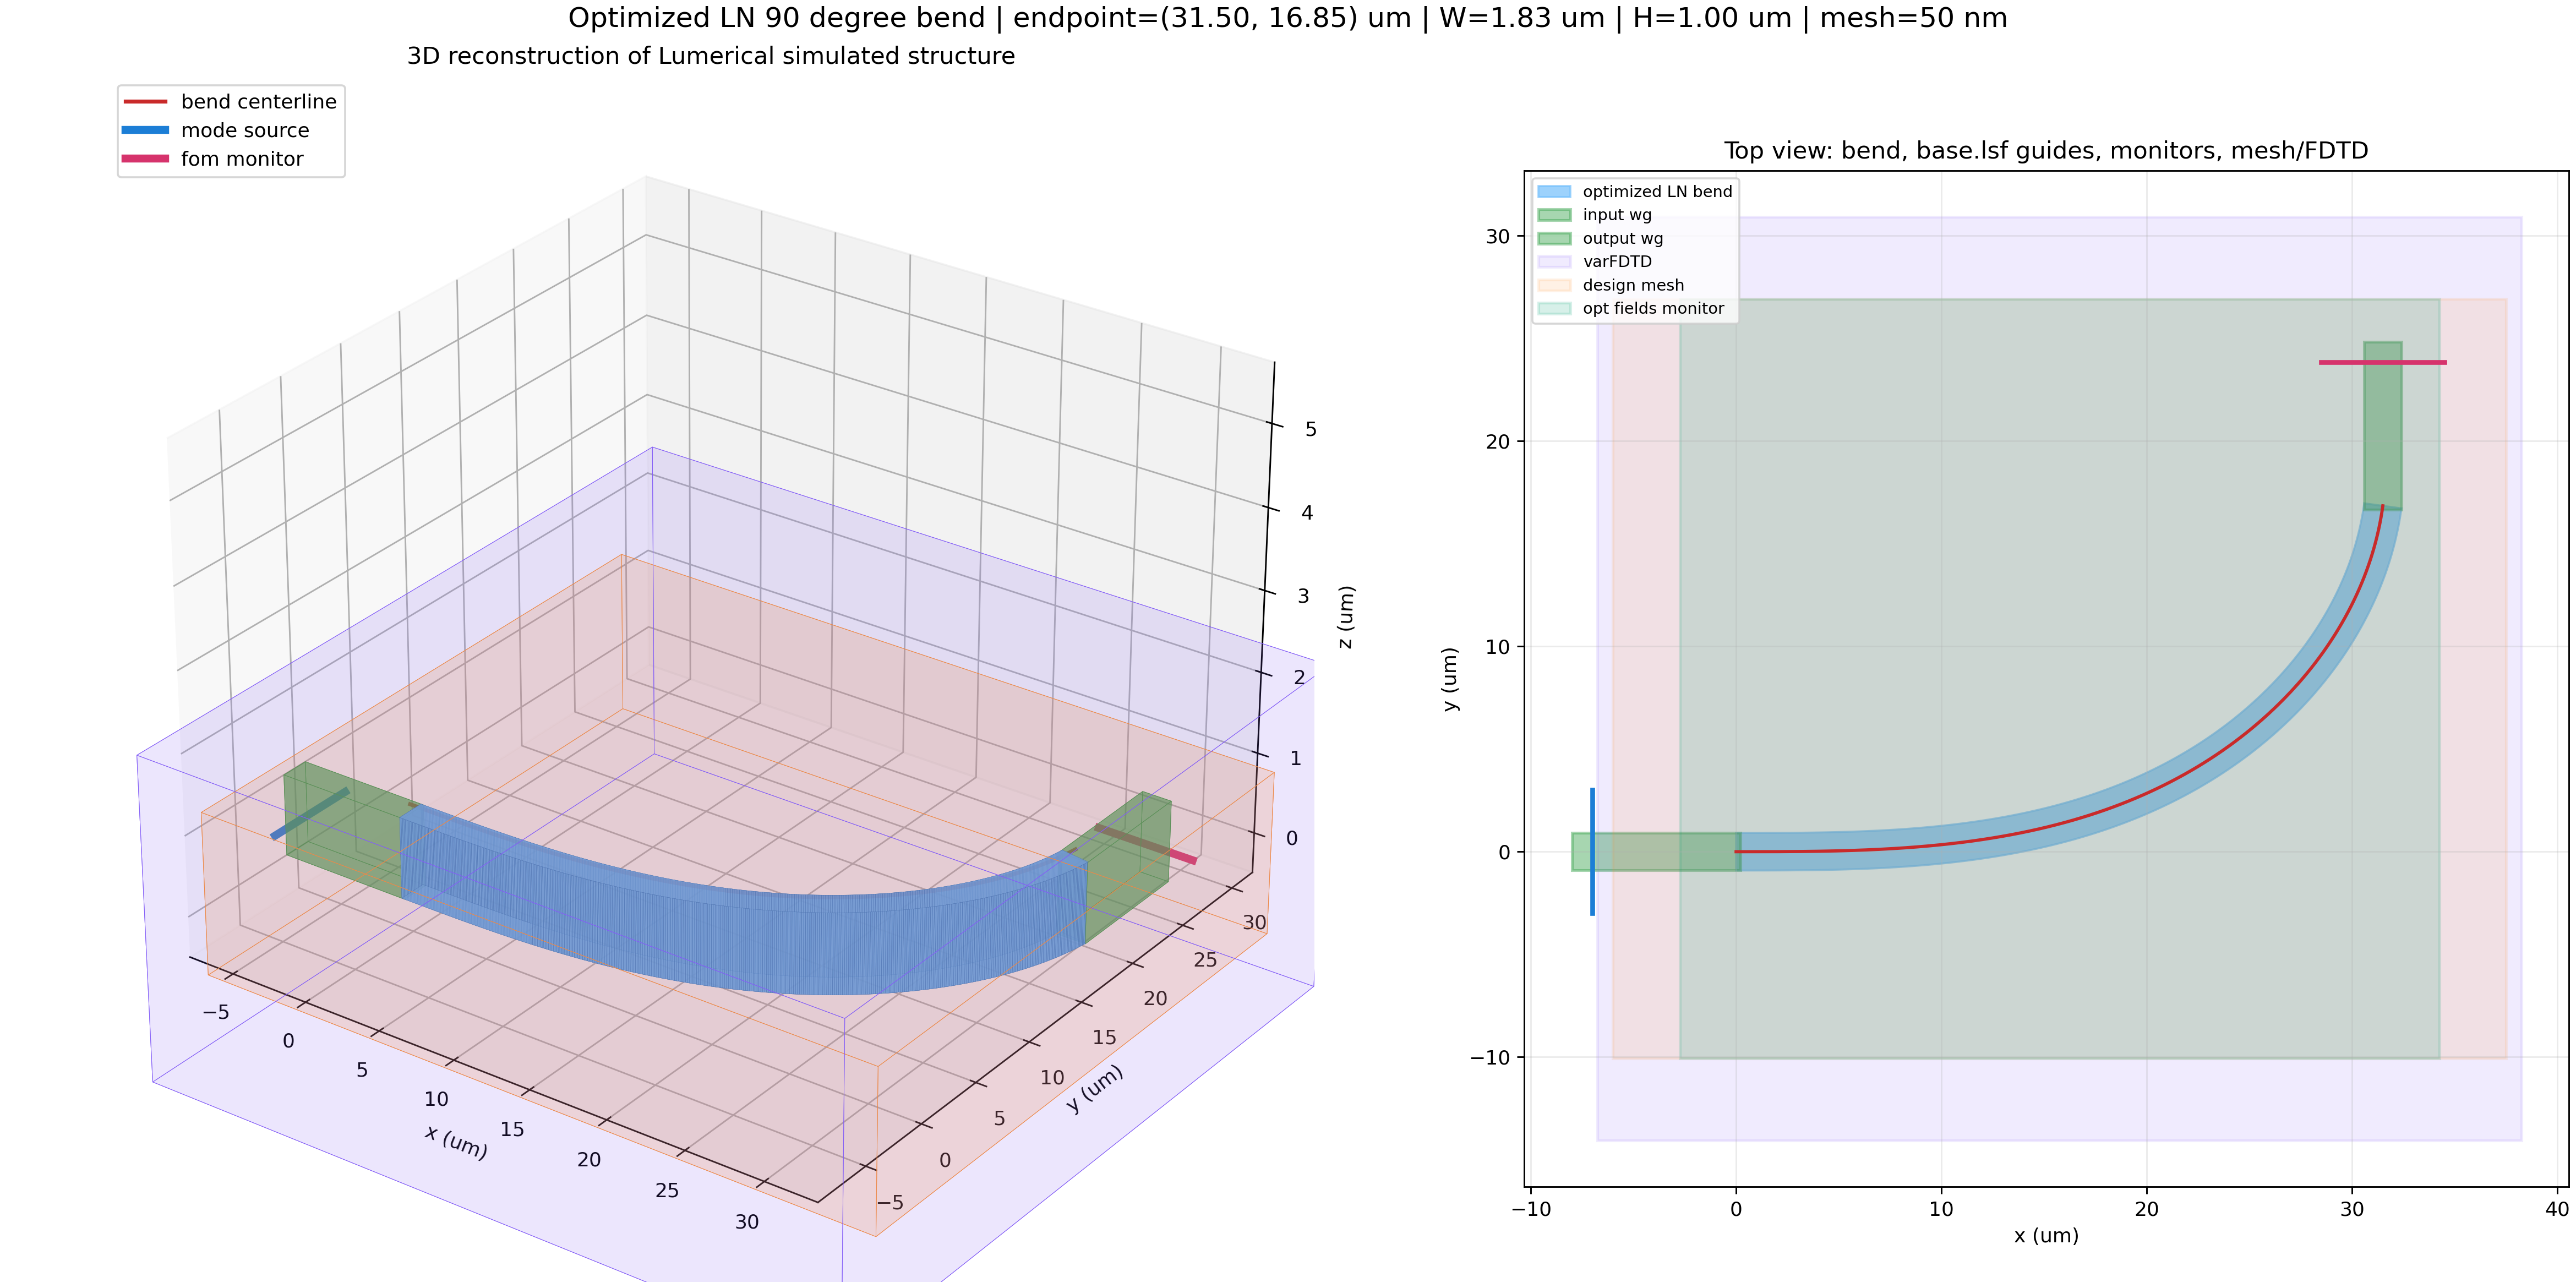 Optimized LN 90 degree bend | endpoint=(31.50, 16.85) um | W=1.83 um | H=1.00 um | mesh=50 nm
3D reconstruction of Lumerical simulated structure
bend centerline
mode source
fom monitor
5
4
3
2
1
0
z (um)
30
25
20
15
10
5
0
−5
y (um)
−5
0
5
10
15
20
25
30
x (um)
Top view: bend, base.lsf guides, monitors, mesh/FDTD
optimized LN bend
input wg
output wg
varFDTD
design mesh
opt fields monitor
30
20
10
0
−10
y (um)
−10
0
10
20
30
40
x (um)